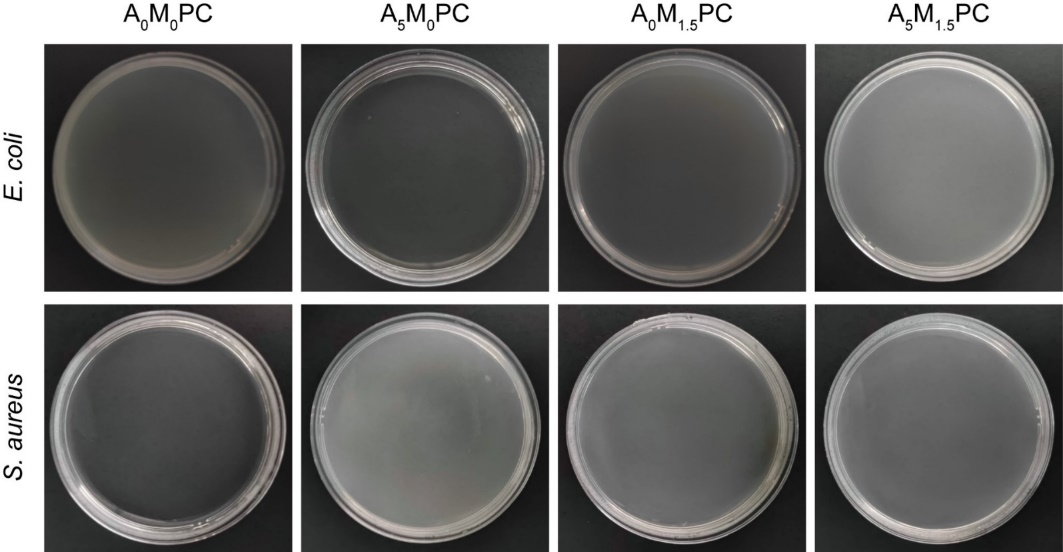 A₀M₀PC A₅M₀PC A₀M₁.₅PC A₅M₁.₅PC
E. coli
S. aureus